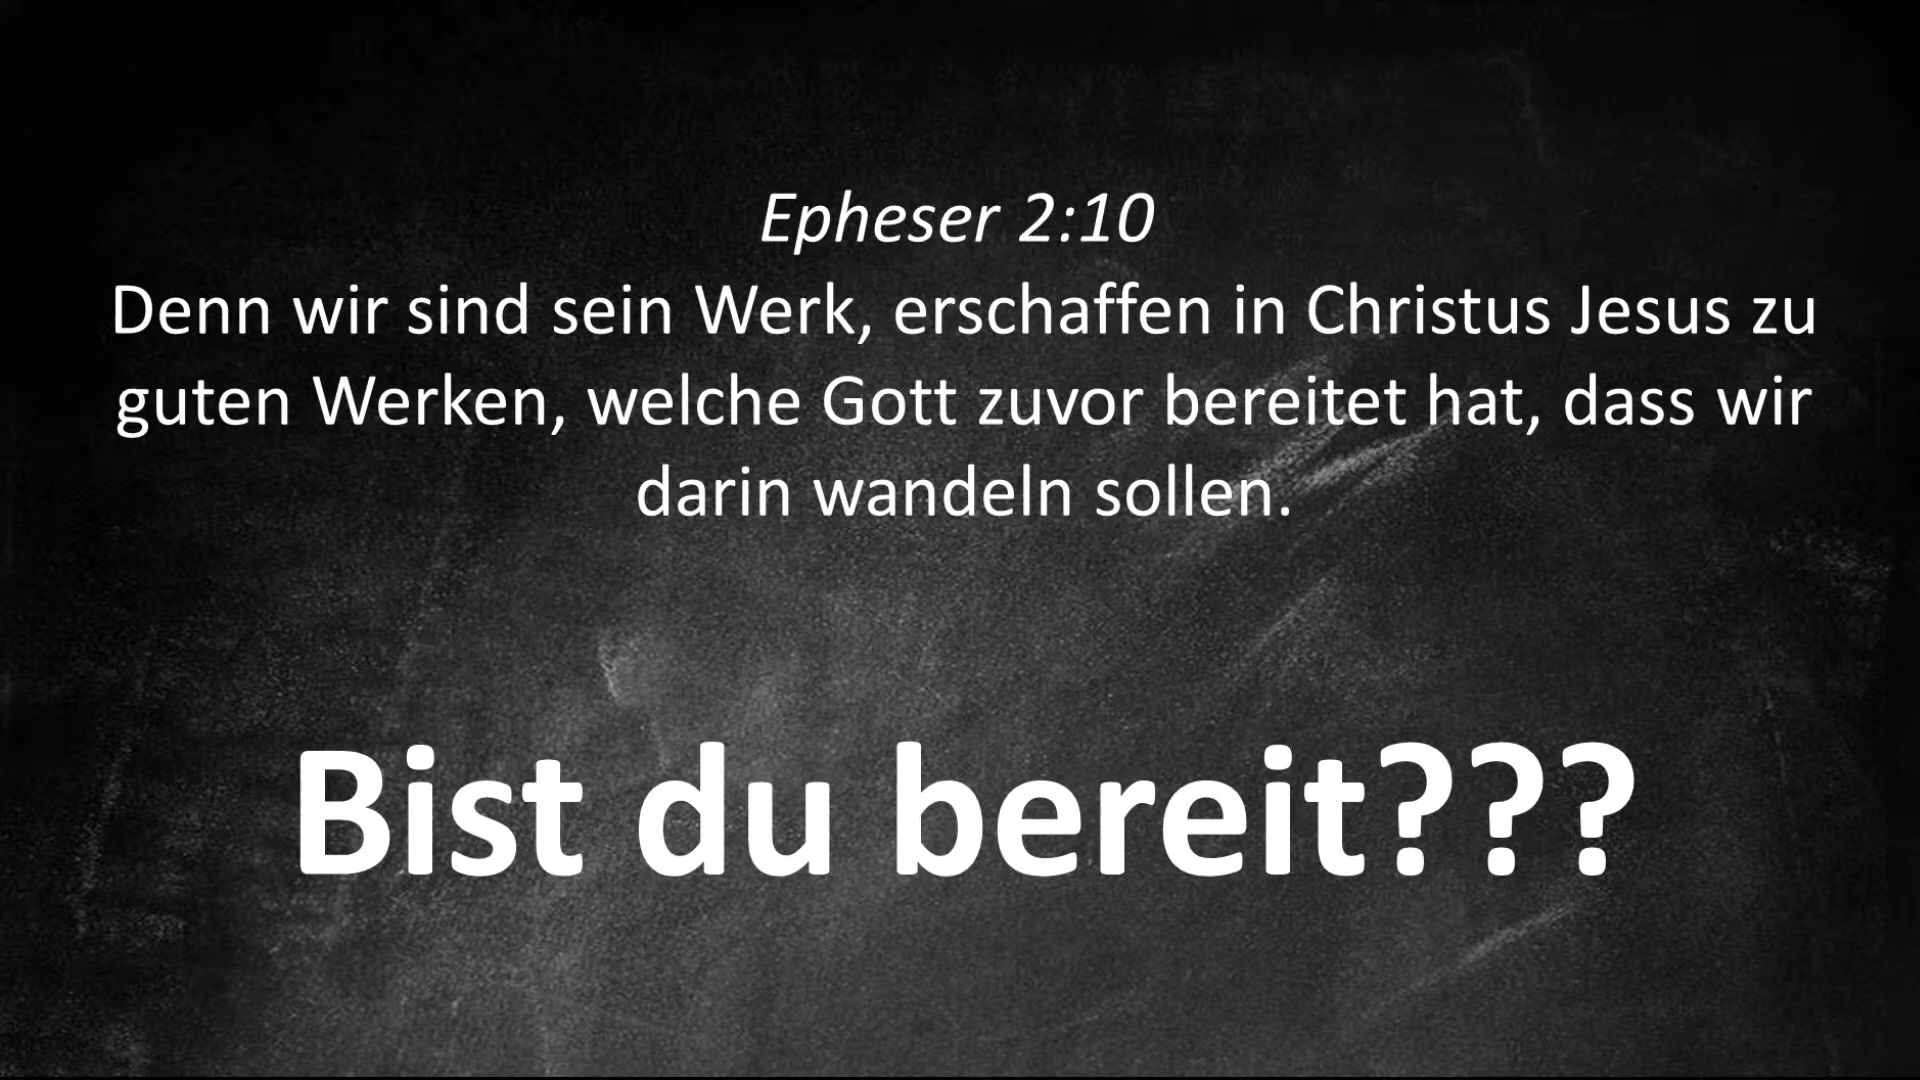 Epheser 2:10
Denn wir sind sein Werk, erschaffen in Christus Jesus zu
guten Werken, welche Gott zuvor bereitet hat, dass wir
darin wandeln sollen.
Bist du bereit???